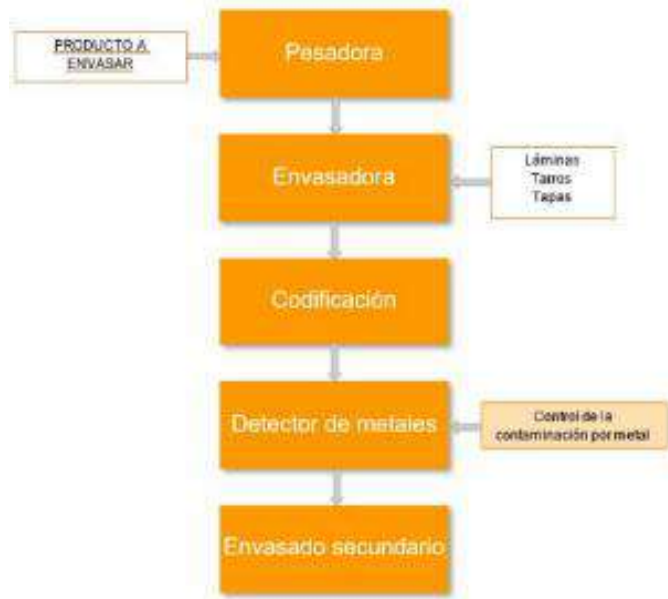 PRODUCTO A
ENVASAR
Pesadora
Envasadora
Láminas
Tarros
Tapas
Codificación
Detector de metales
Control de la
contaminación por metal
Envasado secundario